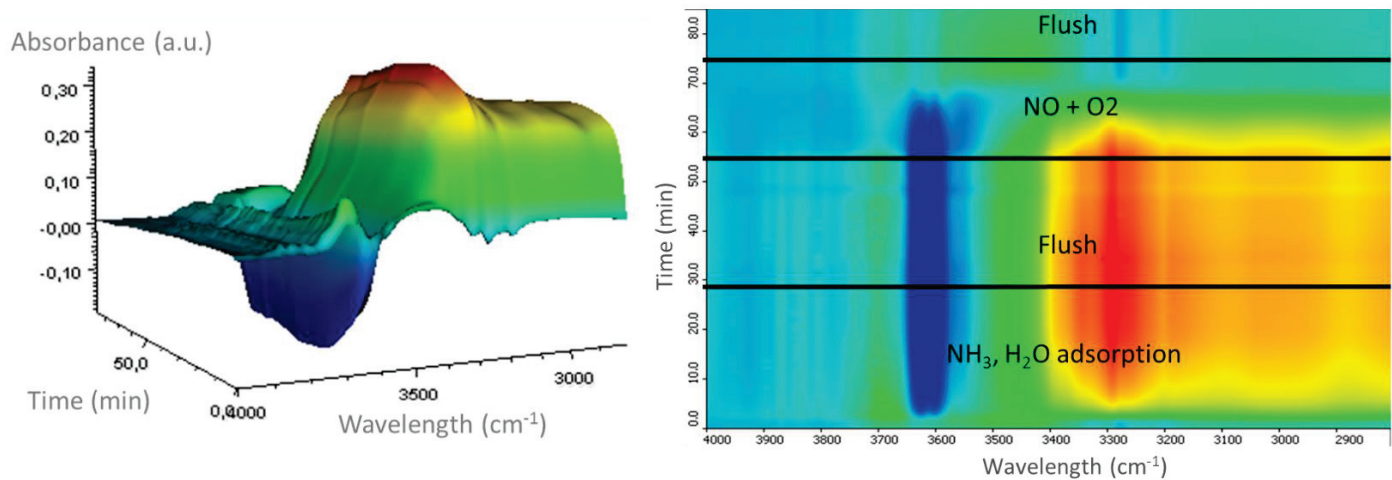 Absorbance (a.u.)
0,30
0,20
0,10
-0,00
-0,10
50,0
Time (min)
0,0
4000
3500
3000
Wavelength (cm-1)
Flush
NO + O2
Flush
NH3, H2O adsorption
Time (min)
80.0
70.0
60.0
50.0
40.0
30.0
20.0
10.0
0.0
4000 3900 3800 3700 3600 3500 3400 3300 3200 3100 3000 2900
Wavelength (cm-1)